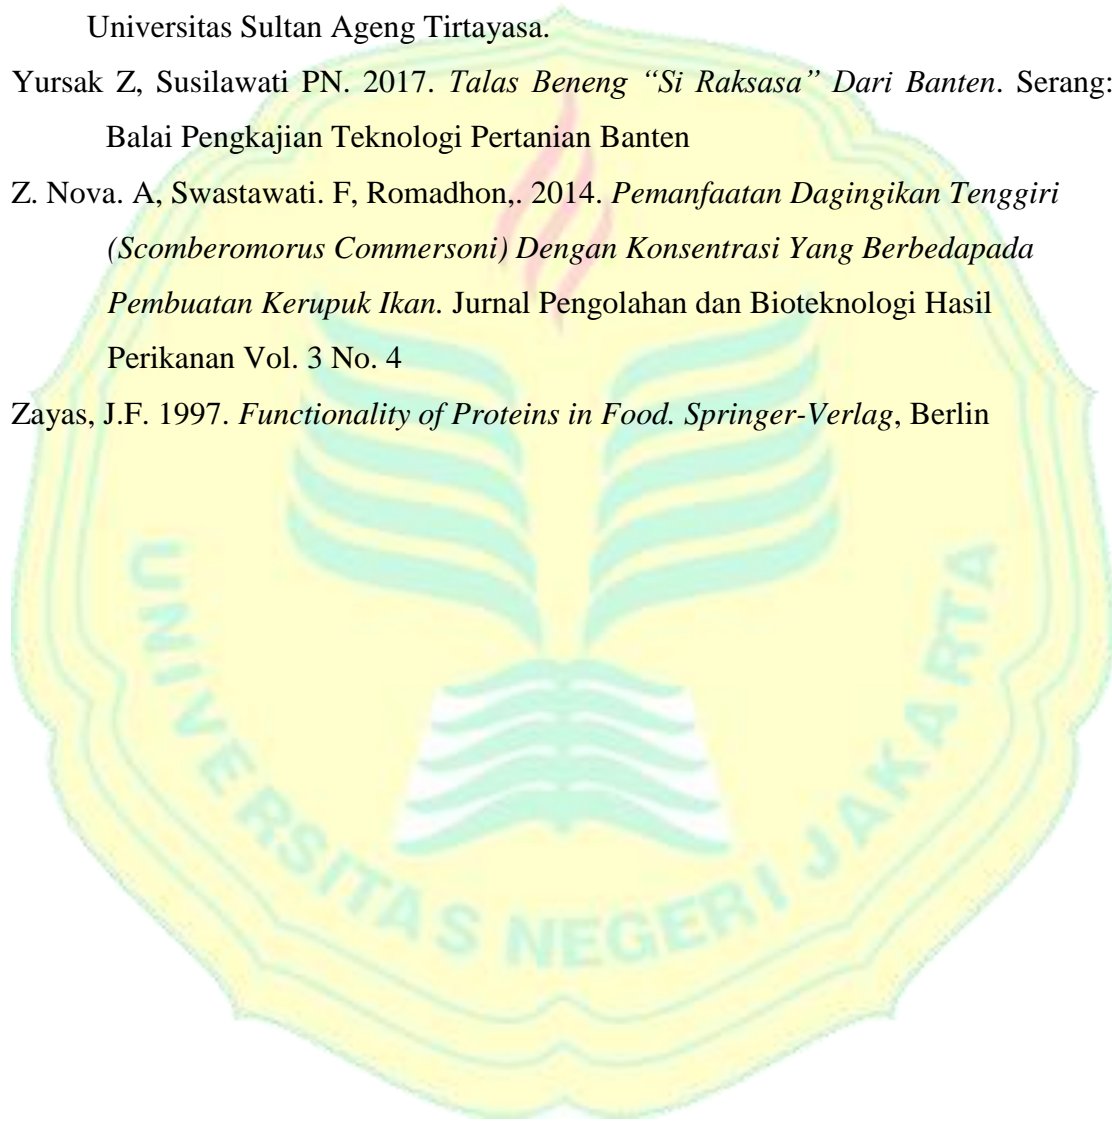 Universitas Sultan Ageng Tirtayasa.
Yursak Z, Susilawati PN. 2017. Talas Beneng “Si Raksasa” Dari Banten. Serang:
Balai Pengkajian Teknologi Pertanian Banten
Z. Nova. A, Swastawati. F, Romadhon,. 2014. Pemanfaatan Dagingikan Tenggiri
(Scomberomorus Commersoni) Dengan Konsentrasi Yang Berbedapada
Pembuatan Kerupuk Ikan. Jurnal Pengolahan dan Bioteknologi Hasil
Perikanan Vol. 3 No. 4
Zayas, J.F. 1997. Functionality of Proteins in Food. Springer-Verlag, Berlin
UNIVERSITAS NEGERI JAKARTA